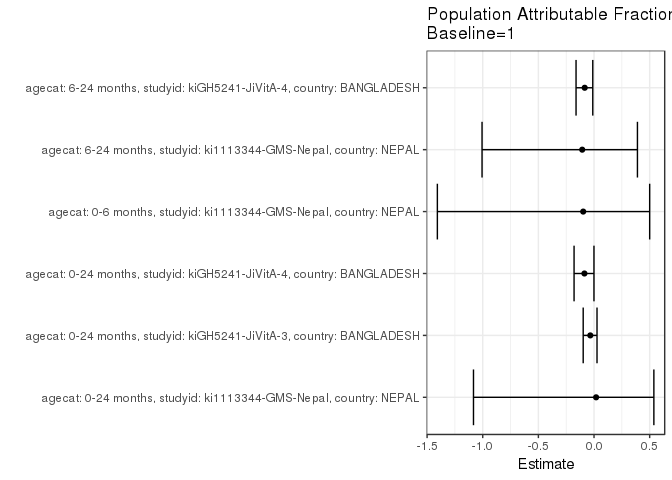 Population Attributable Fraction
Baseline=1
agecat: 6-24 months, studyid: kiGH5241-JiVitA-4, country: BANGLADESH
agecat: 6-24 months, studyid: ki1113344-GMS-Nepal, country: NEPAL
agecat: 0-6 months, studyid: ki1113344-GMS-Nepal, country: NEPAL
agecat: 0-24 months, studyid: kiGH5241-JiVitA-4, country: BANGLADESH
agecat: 0-24 months, studyid: kiGH5241-JiVitA-3, country: BANGLADESH
agecat: 0-24 months, studyid: ki1113344-GMS-Nepal, country: NEPAL
-1.5 -1.0 -0.5 0.0 0.5
Estimate